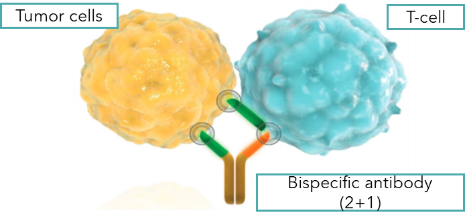 Tumor cells
T-cell
Bispecific antibody
(2+1)